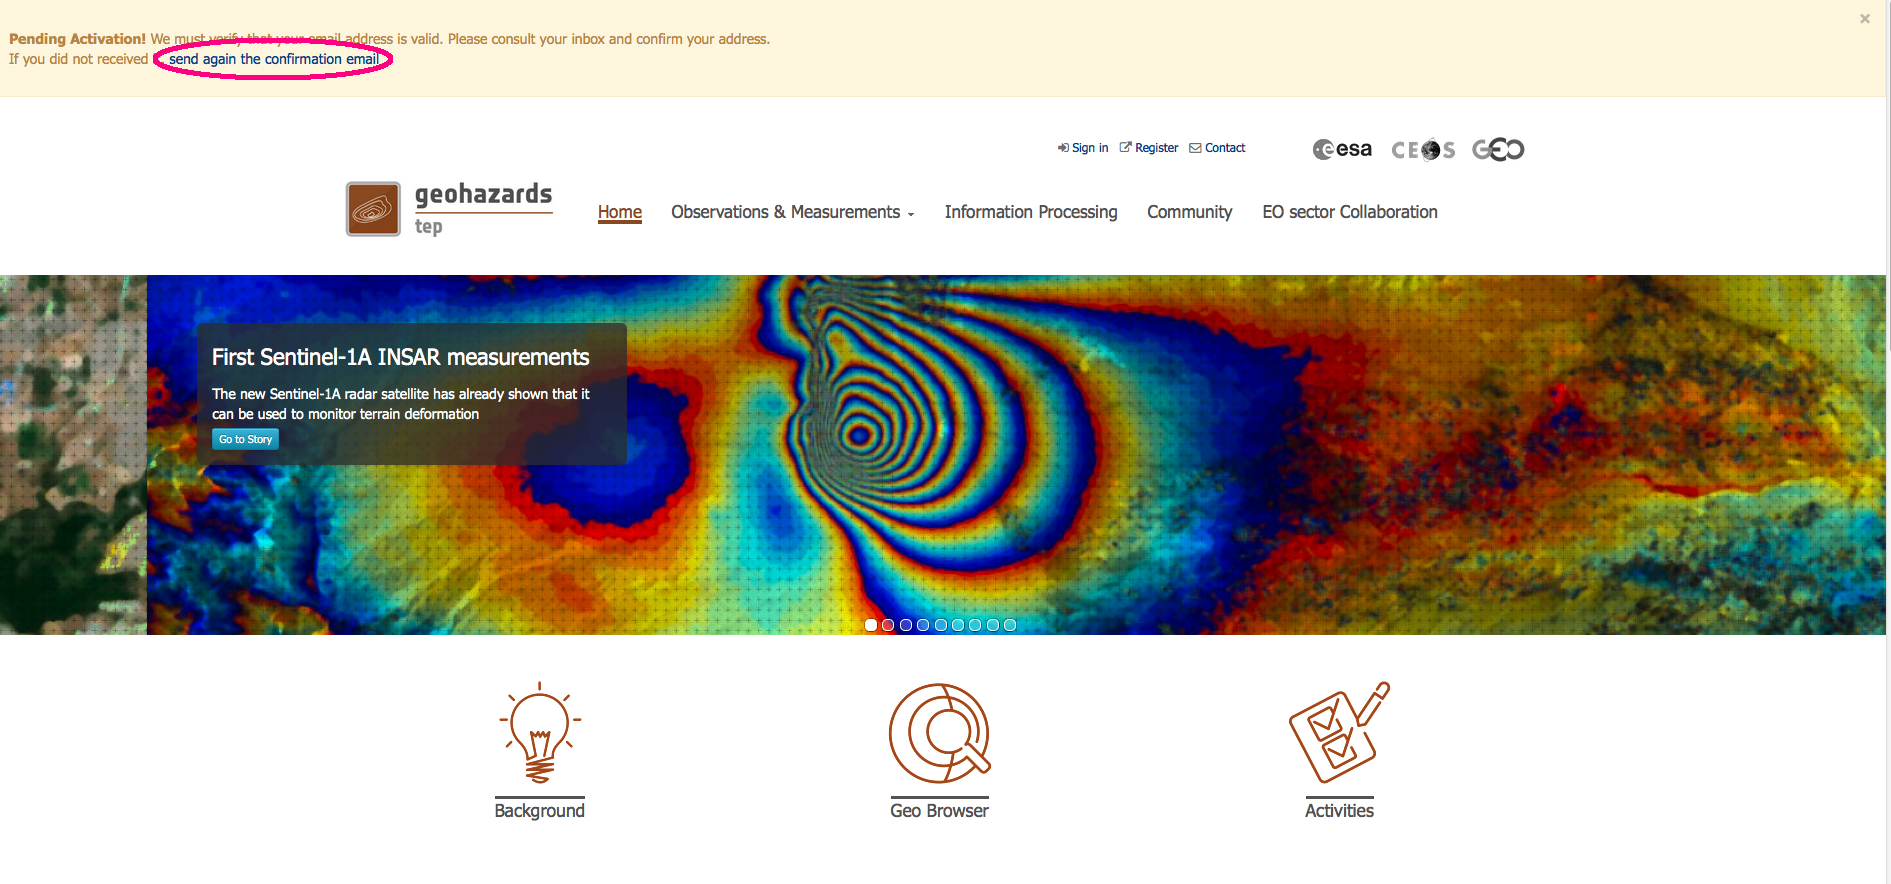 Pending Activation! We must verify that your email address is valid. Please consult your inbox and confirm your address.
If you did not received send again the confirmation email
×
Sign in Register Contact
esa CEOS GEO
geohazards
tep
Home Observations & Measurements Information Processing Community EO sector Collaboration
First Sentinel-1A INSAR measurements
The new Sentinel-1A radar satellite has already shown that it
can be used to monitor terrain deformation
Go to Story
Background Geo Browser Activities